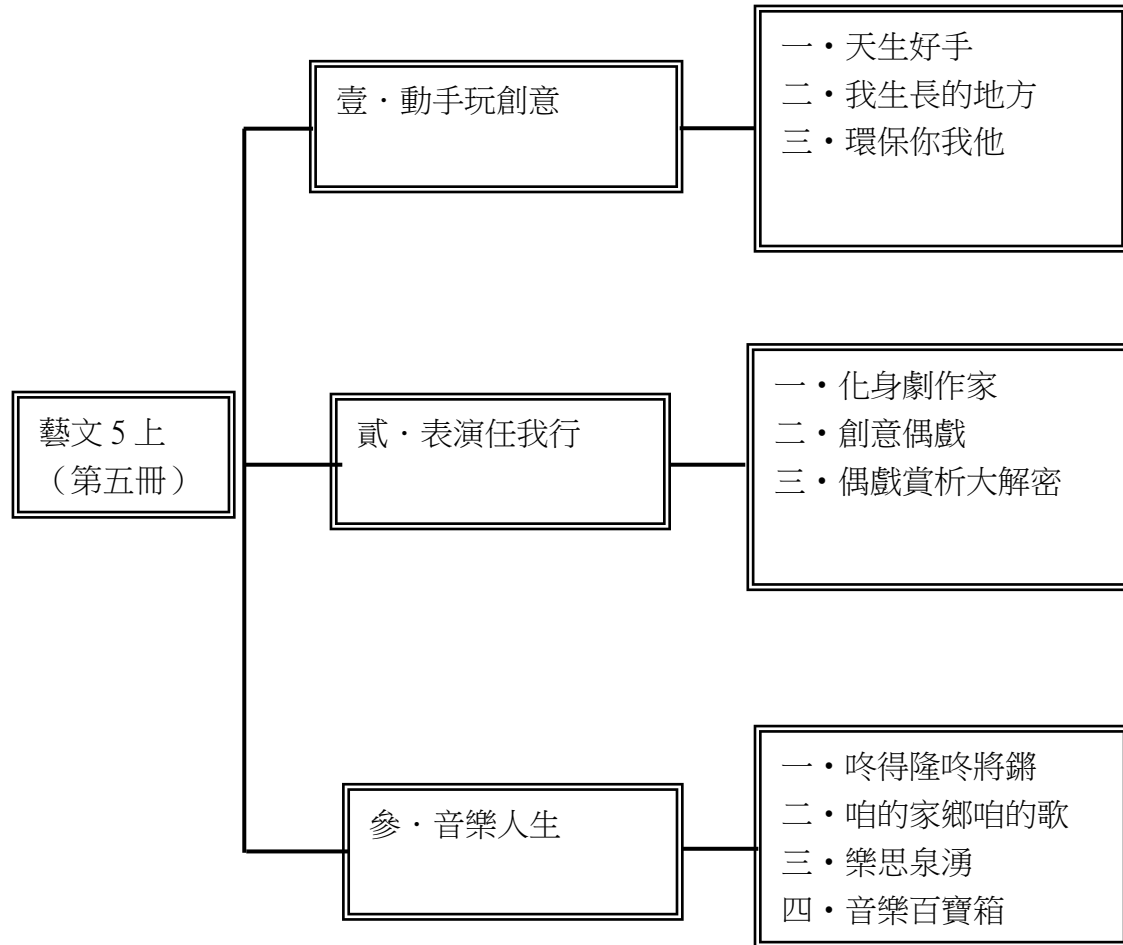 藝文 5 上
（第五冊）
壹．動手玩創意
一・天生好手
二・我生長的地方
三・環保你我他
貳．表演任我行
一・化身劇作家
二・創意偶戲
三・偶戲賞析大解密
參．音樂人生
一・咚得隆咚將鏘
二・咱的家鄉咱的歌
三・樂思泉湧
四・音樂百寶箱